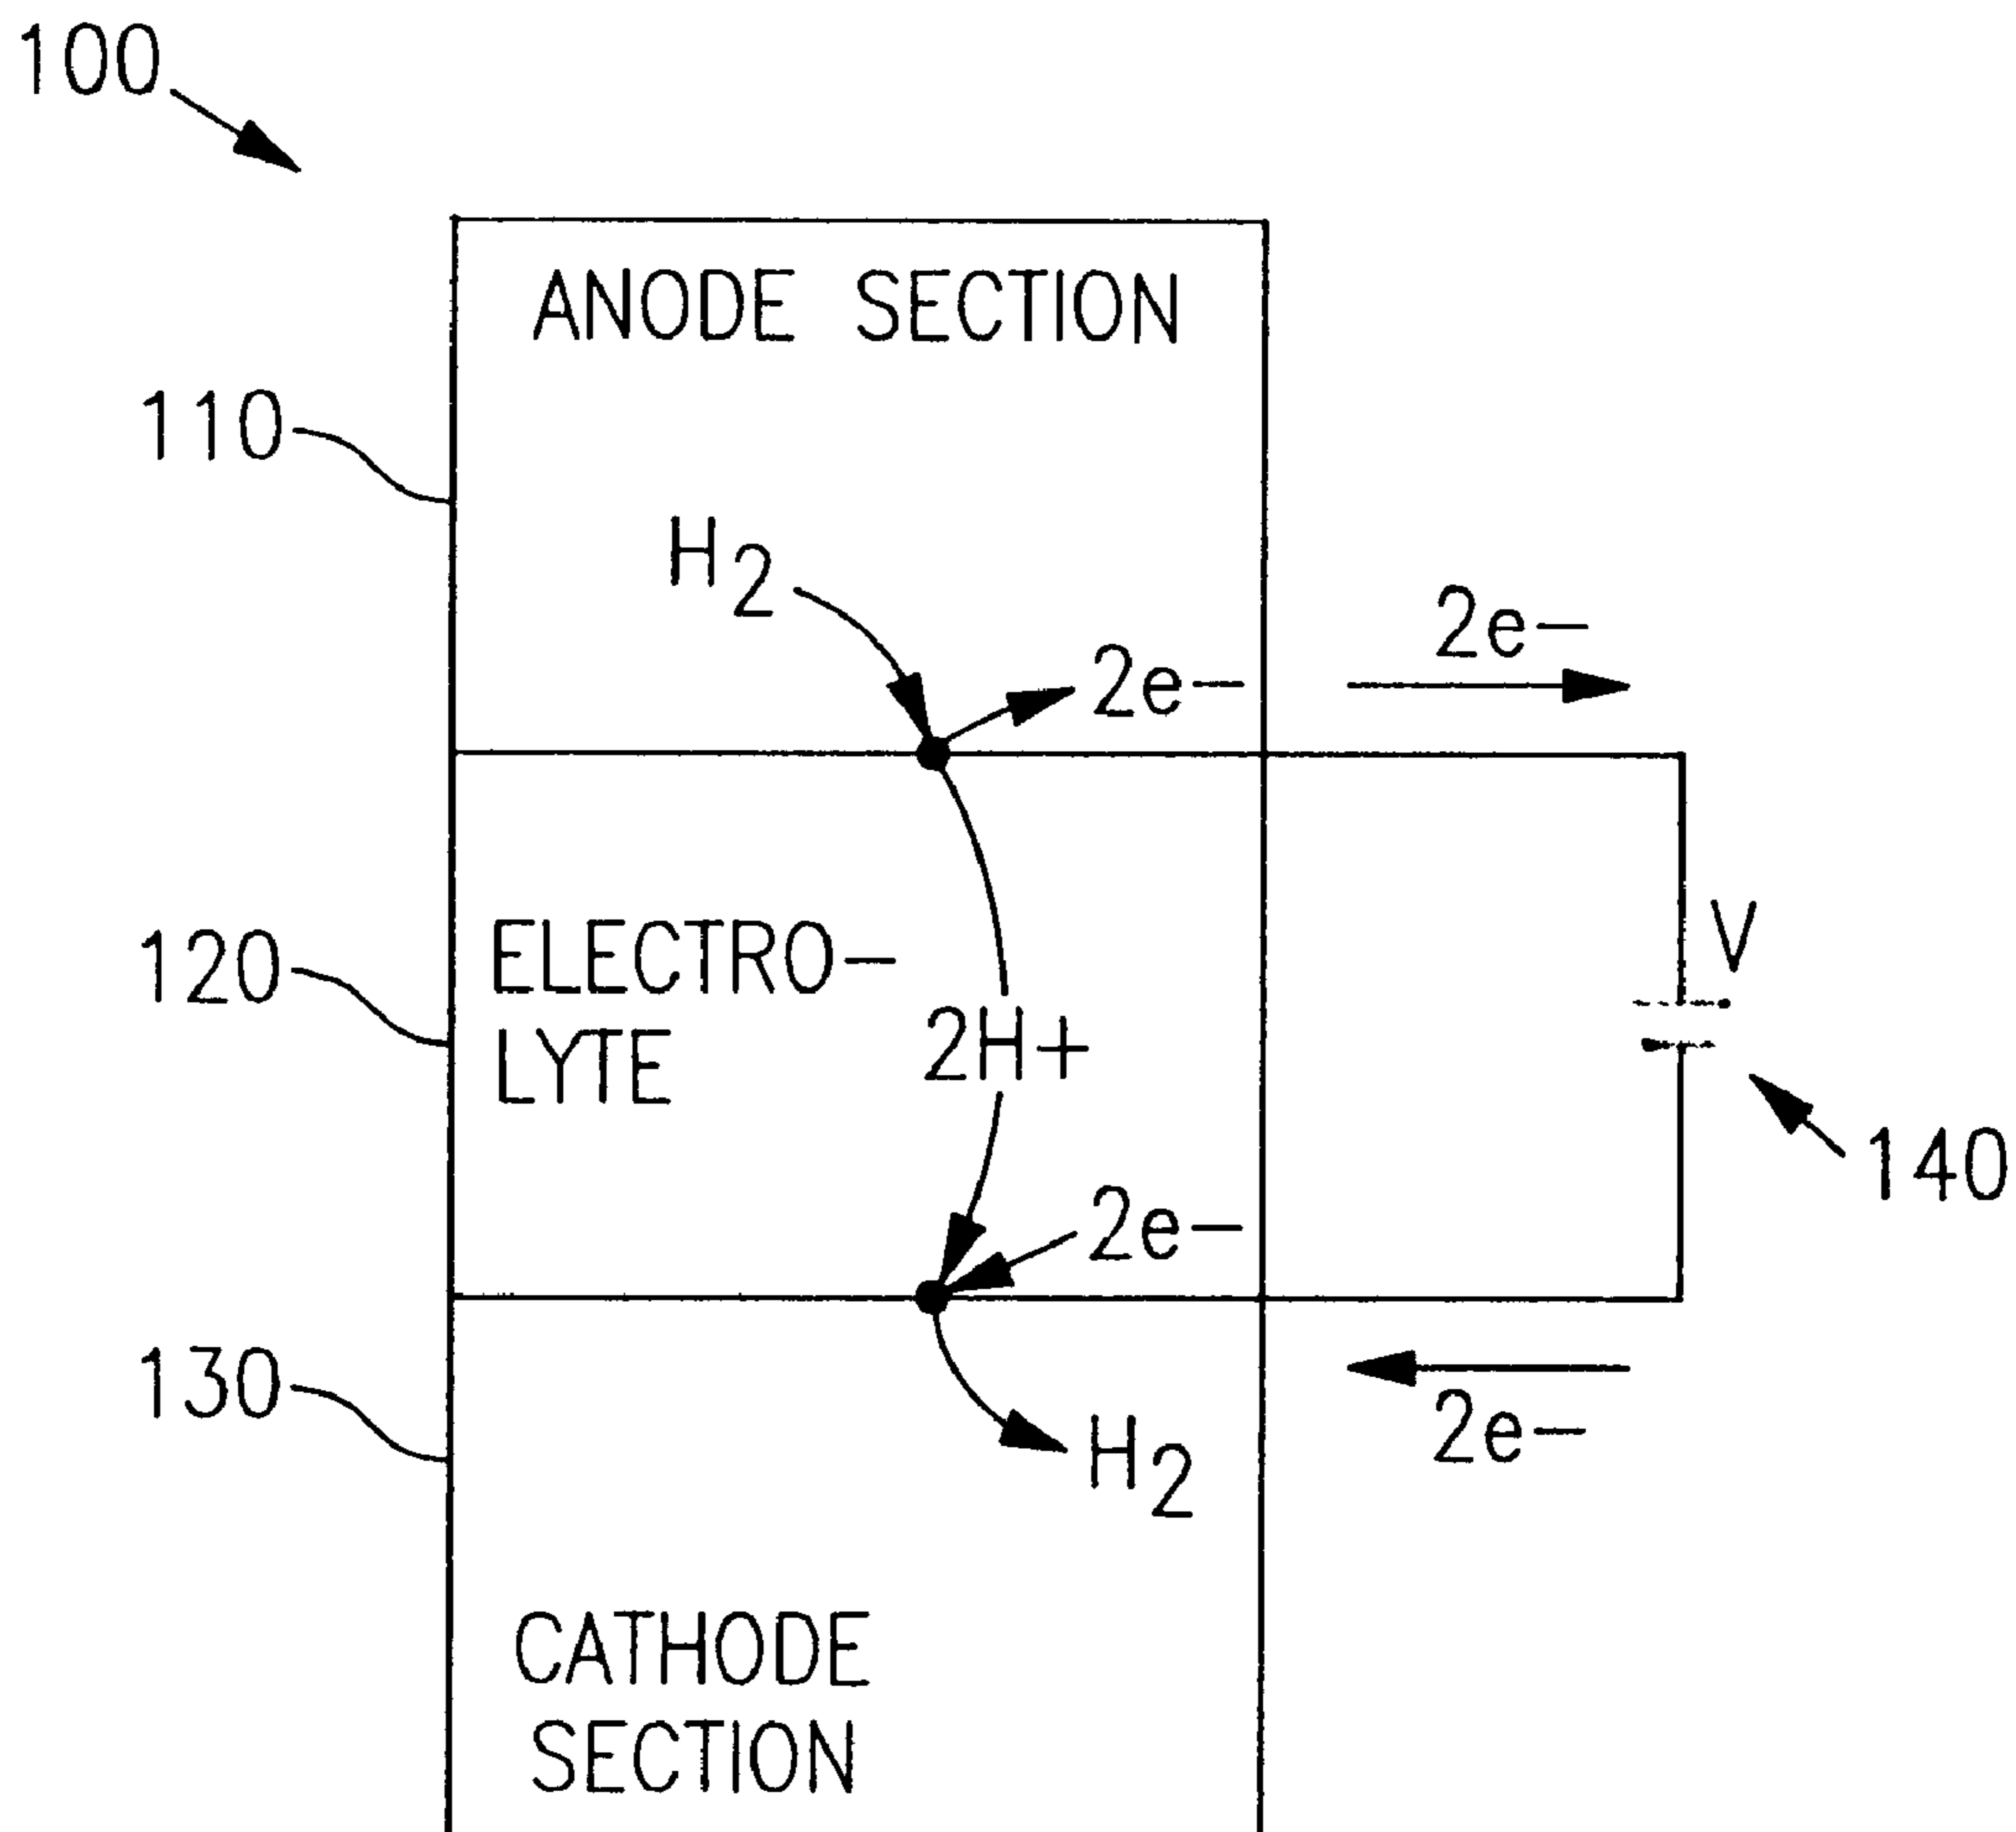 100
ANODE SECTION
110
H2
2e-
2e-
V
120
ELECTRO-
LYTE
2H+
140
2e-
130
2e-
H2
CATHODE
SECTION